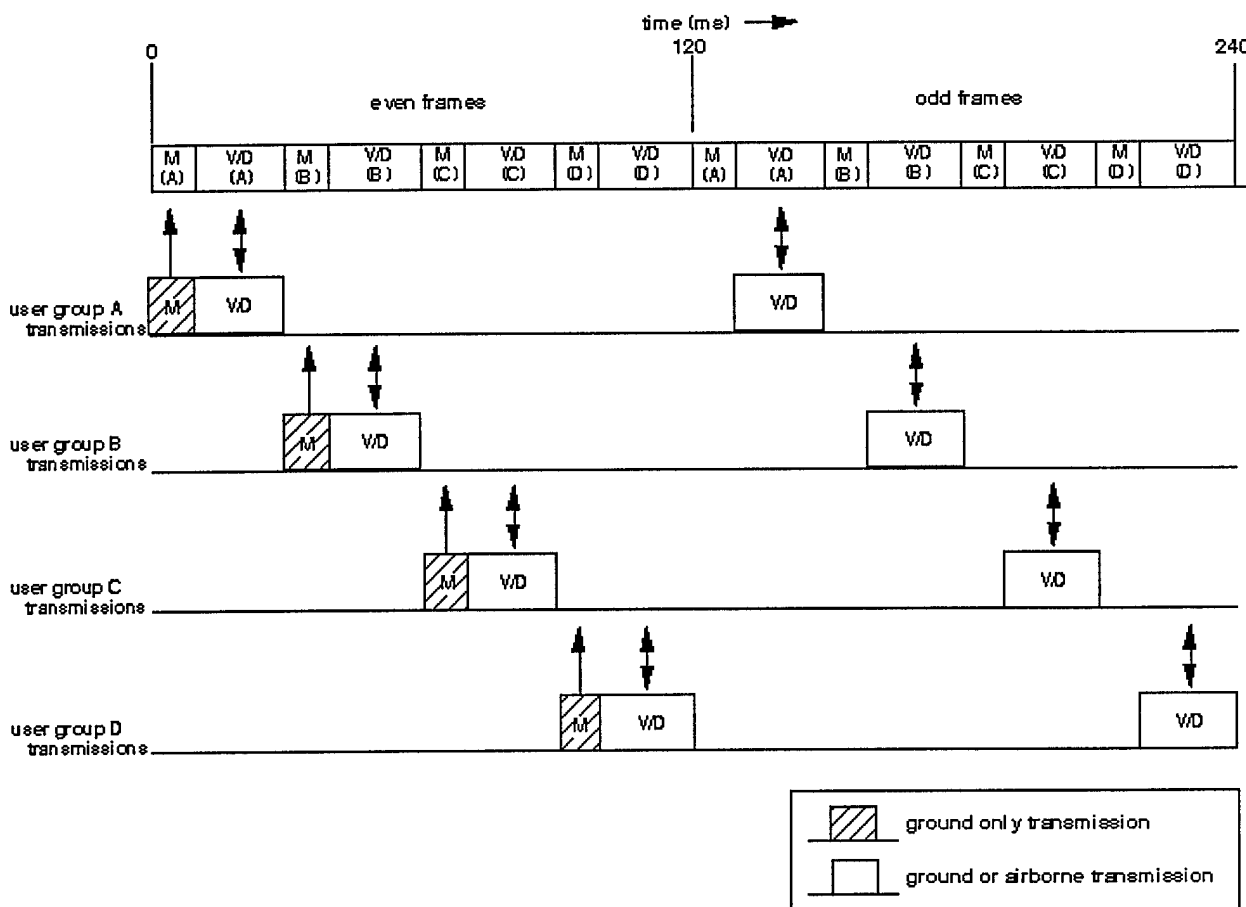 time (ms)
0 120 240
even frames odd frames
M V/D M V/D M V/D M V/D M V/D M V/D M V/D M V/D
(A) (A) (B) (B) (C) (C) (D) (D) (A) (A) (B) (B) (C) (C) (D) (D)
M V/D V/D
user group A
transmissions
M V/D V/D
user group B
transmissions
M V/D V/D
user group C
transmissions
M V/D V/D
user group D
transmissions
ground only transmission
ground or airborne transmission